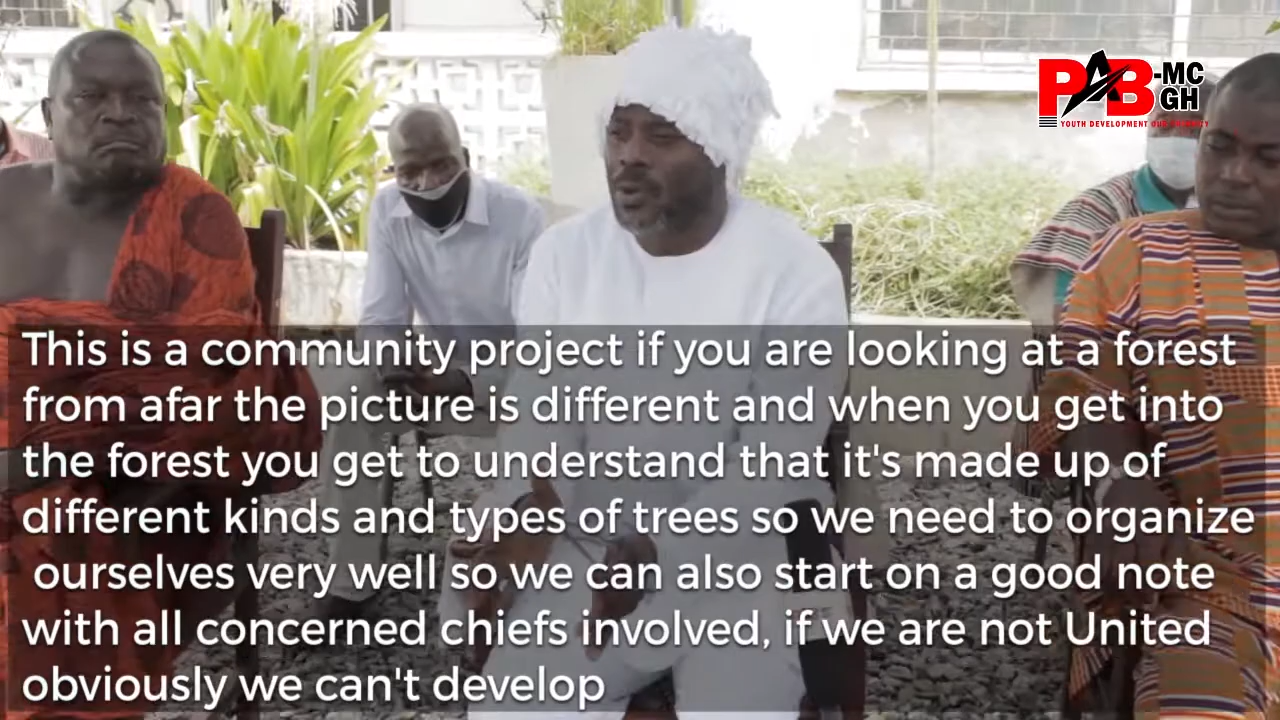 PAB-MC
GH
YOUTH DEVELOPMENT OUR
This is a community project if you are looking at a forest
from afar the picture is different and when you get into
the forest you get to understand that it's made up of
different kinds and types of trees so we need to organize
ourselves very well so we can also start on a good note
with all concerned chiefs involved, if we are not United
obviously we can't develop